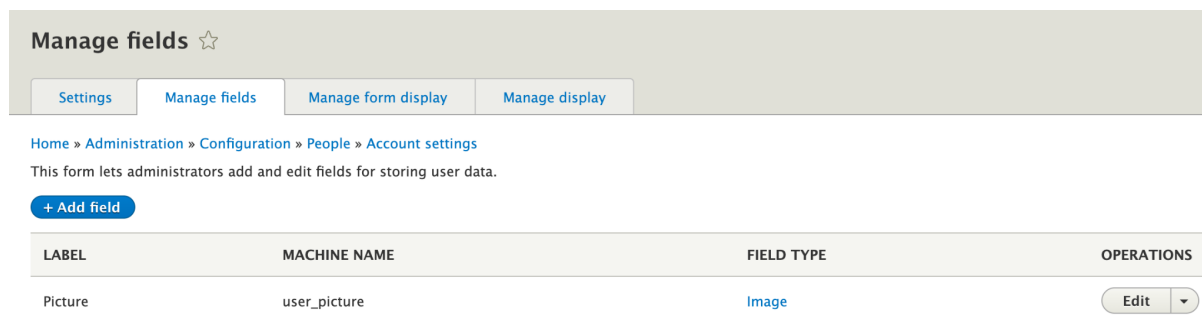 Manage fields
Settings Manage fields Manage form display Manage display
Home » Administration » Configuration » People » Account settings
This form lets administrators add and edit fields for storing user data.
+ Add field
LABEL MACHINE NAME FIELD TYPE OPERATIONS
Picture user_picture Image Edit